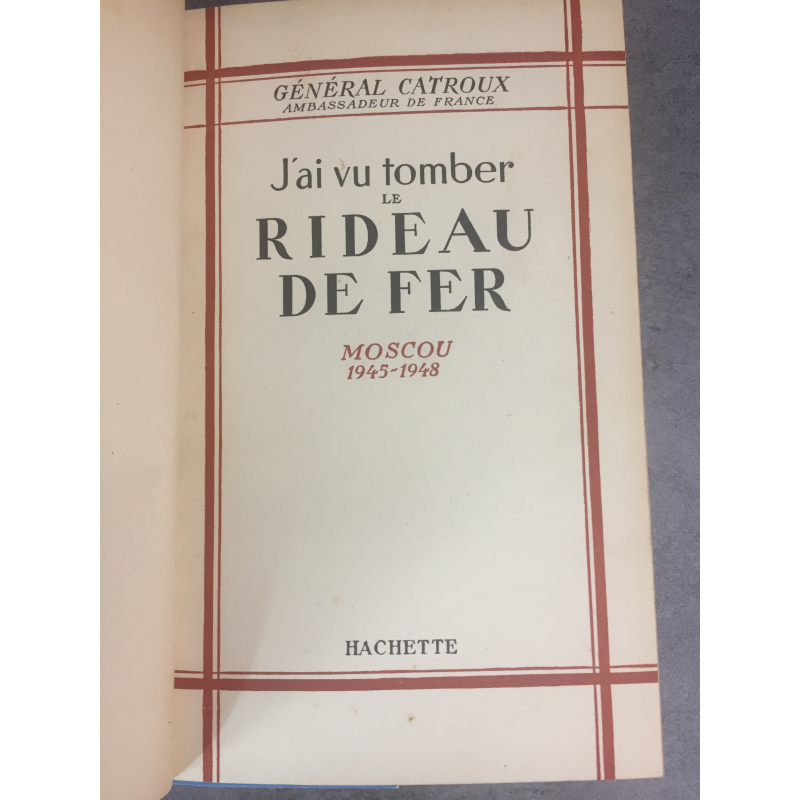 GÉNÉRAL CATROUX
AMBASSADEUR DE FRANCE
J'ai vu tomber
LE
RIDEAU
DE FER
MOSCOU
1945-1948
HACHETTE